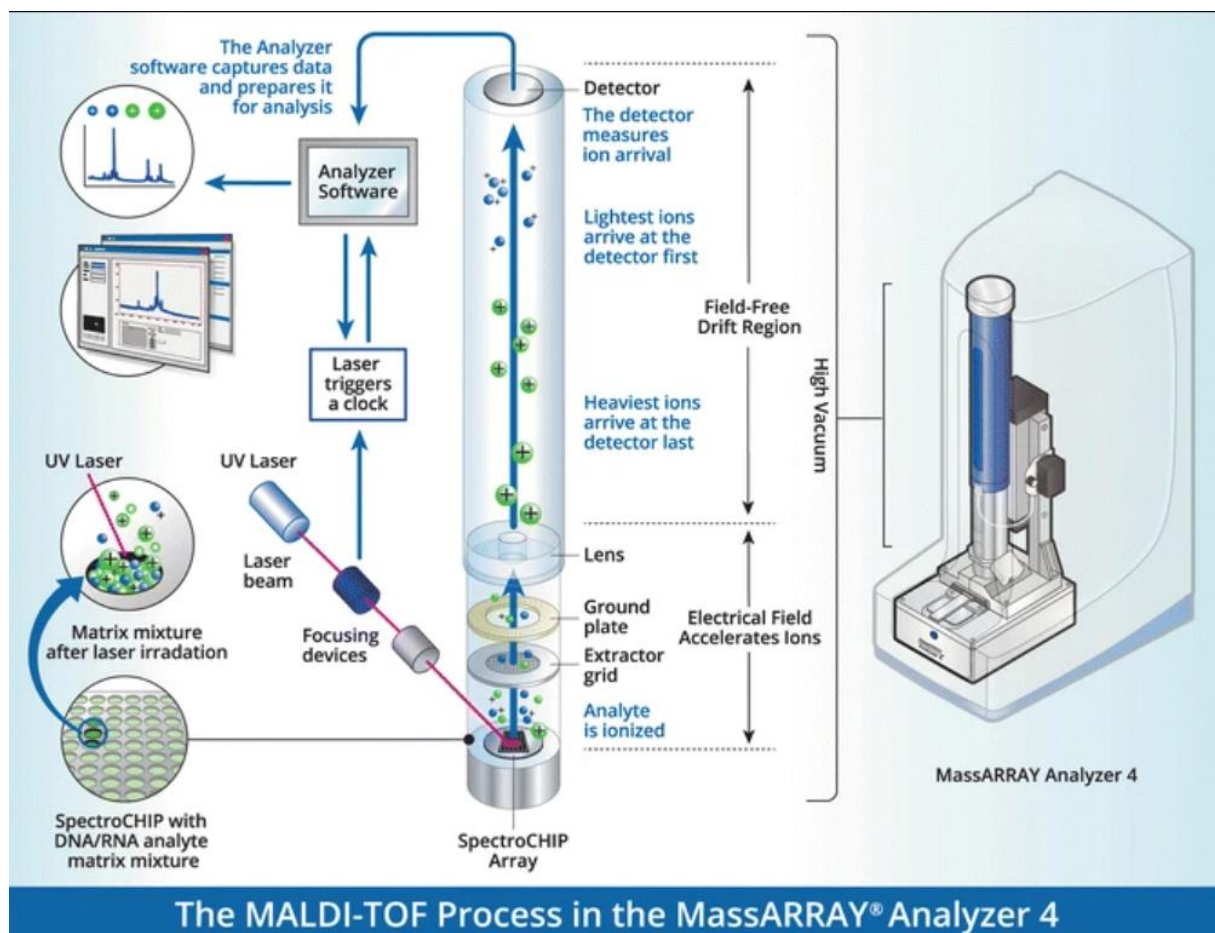 The Analyzer
software captures data
and prepares it
for analysis
Analyzer
Software
Laser
triggers
a clock
UV Laser
Matrix mixture
after laser irradation
SpectroCHIP with
DNA/RNA analyte
matrix mixture
UV Laser
Laser
beam
Focusing
devices
Detector
The detector
measures
ion arrival
Lightest ions
arrive at the
detector first
Heaviest ions
arrive at the
detector last
Lens
Ground
plate
Extractor
grid
Analyte
is ionized
SpectroCHIP
Array
Field-Free
Drift Region
Electrical Field
Accelerates Ions
High Vacuum
MassARRAY Analyzer 4
The MALDI-TOF Process in the MassARRAY® Analyzer 4